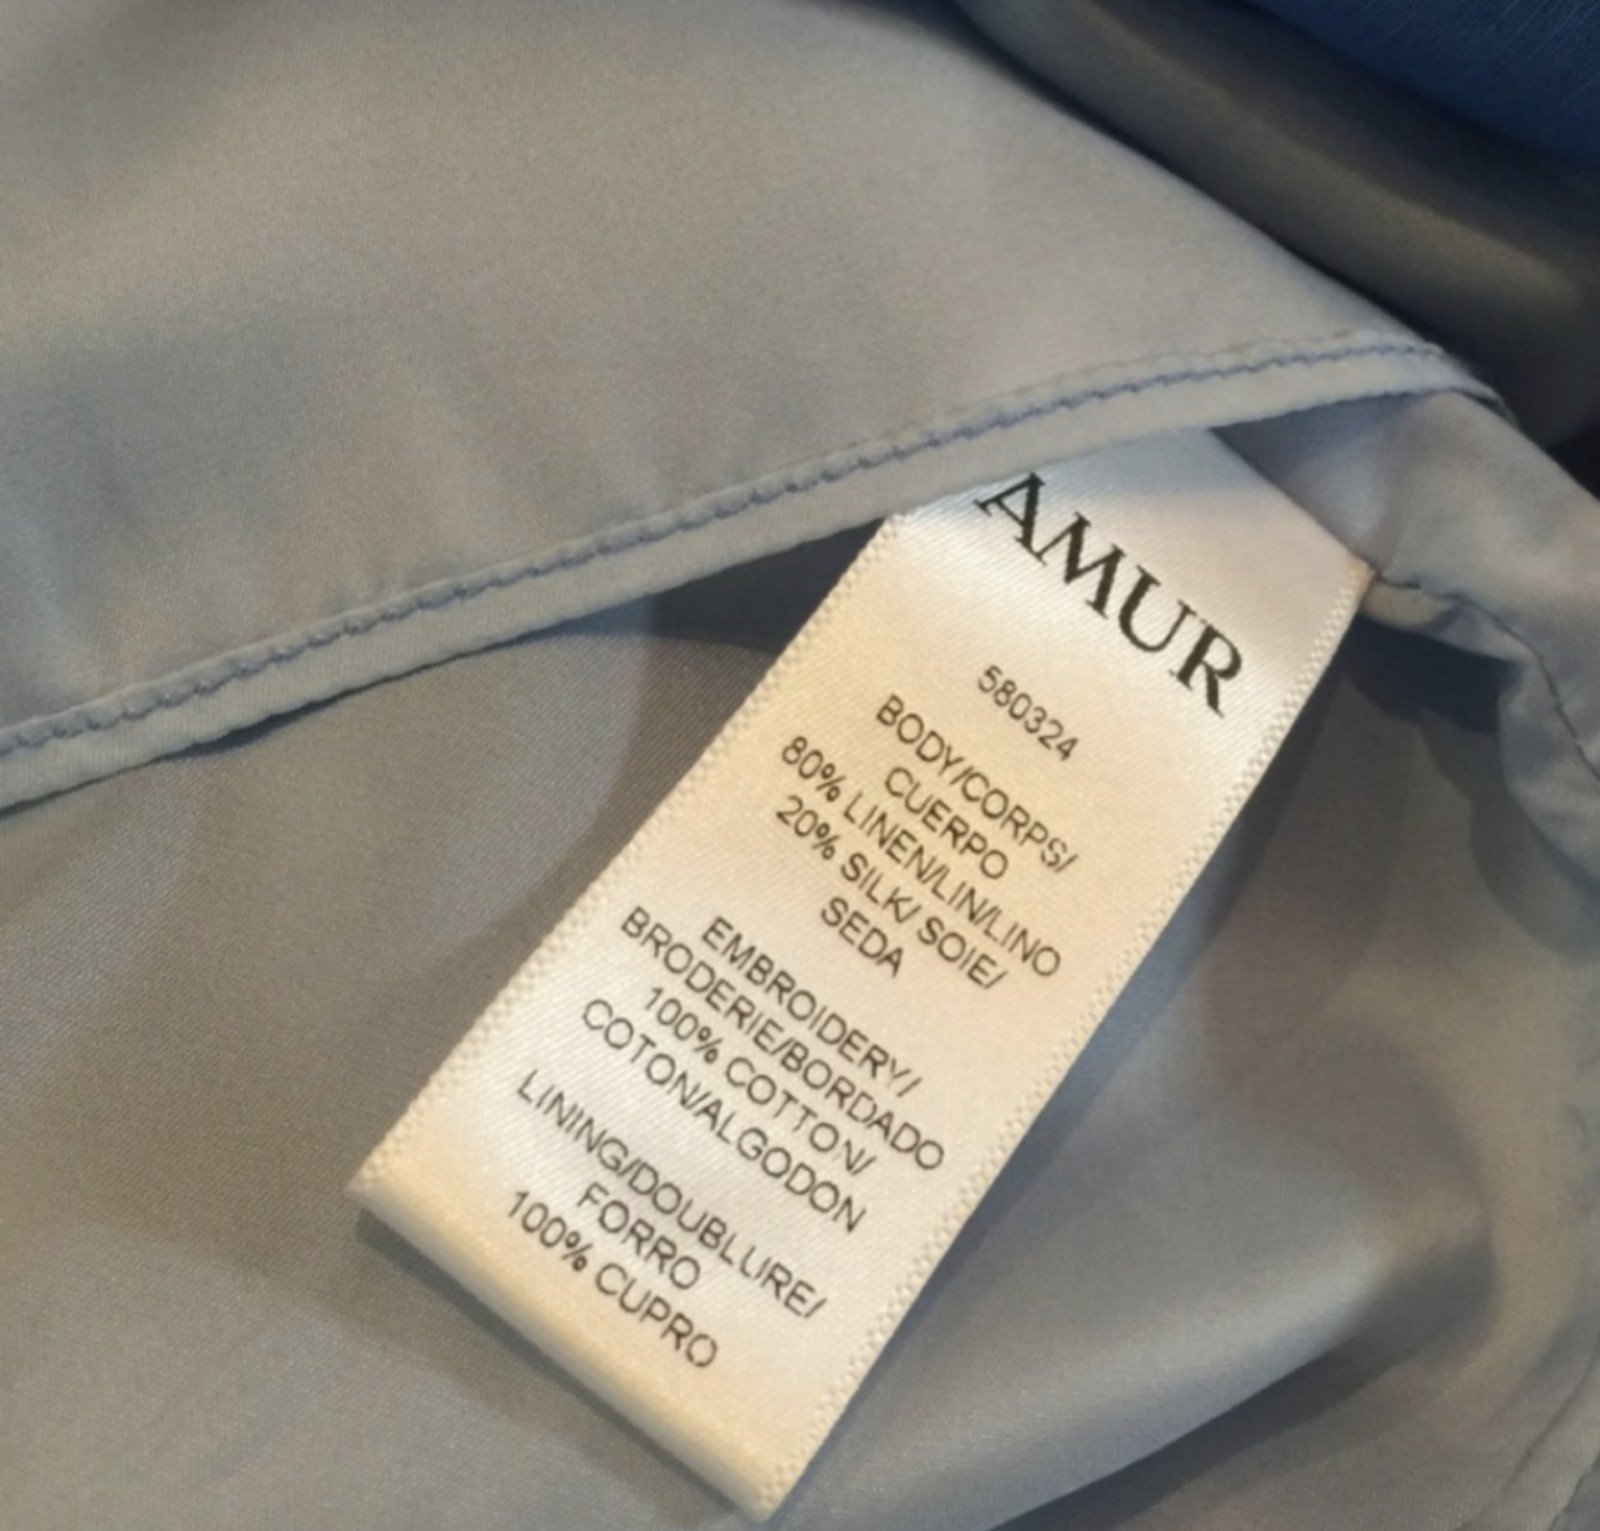 AMUR
580324
BODY/CORPS/
CUERPO
80% LINEN/LIN/LINO
20% SILK/ SOIE/
SEDA
EMBROIDERY/
BRODERIE/BORDADO
100% COTTON/
COTON/ALGODON
LINING/DOUBLURE/
FORRO
100% CUPRO